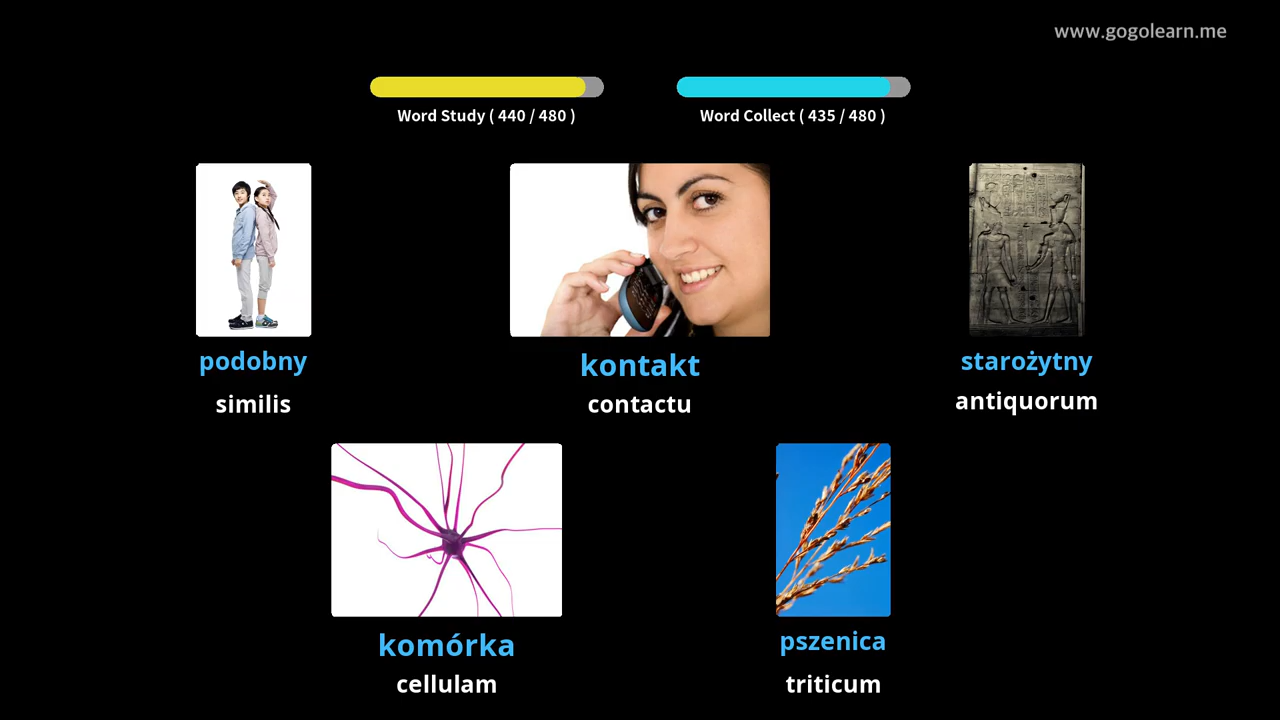 www.gogolearn.me
Word Study ( 440 / 480 )
Word Collect ( 435 / 480 )
podobny
similis
kontakt
contactu
starożytny
antiquorum
komórka
cellulam
pszenica
triticum